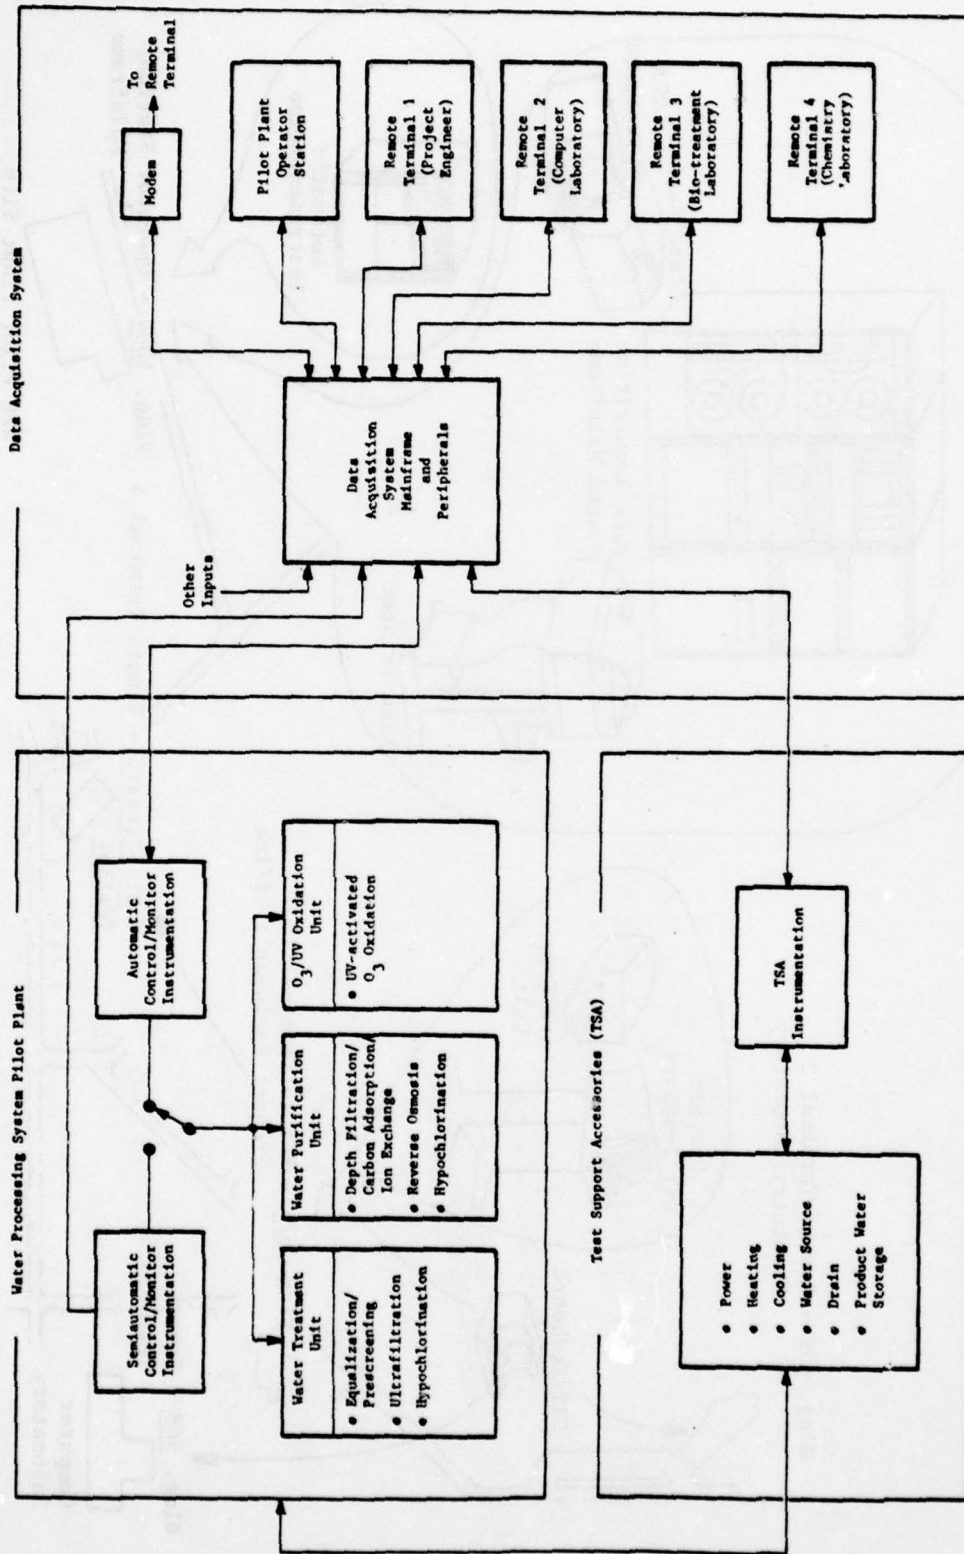 Water Processing System Pilot Plant
Semiautomatic
Control/Monitor
Instrumentation
Automatic
Control/Monitor
Instrumentation
Water Treatment
Unit
• Equalization/
Prescreening
• Ultrafiltration
• Hypochlorination
Water Purification
Unit
• Depth Filtration/
Carbon Adsorption/
Ion Exchange
• Reverse Osmosis
• Hypochlorination
O3/UV Oxidation
Unit
• UV-activated
O3 Oxidation
Test Support Accessories (TSA)
• Power
• Heating
• Cooling
• Water Source
• Drain
• Product Water
Storage
TSA
Instrumentation
Data Acquisition System
Other
Inputs
Data
Acquisition
System
Mainframe
and
Peripherals
Modem
To
Remote
Terminal
Pilot Plant
Operator
Station
Remote
Terminal 1
(Project
Engineer)
Remote
Terminal 2
(Computer
Laboratory)
Remote
Terminal 3
(Bio-treatment
Laboratory)
Remote
Terminal 4
(Chemistry
Laboratory)